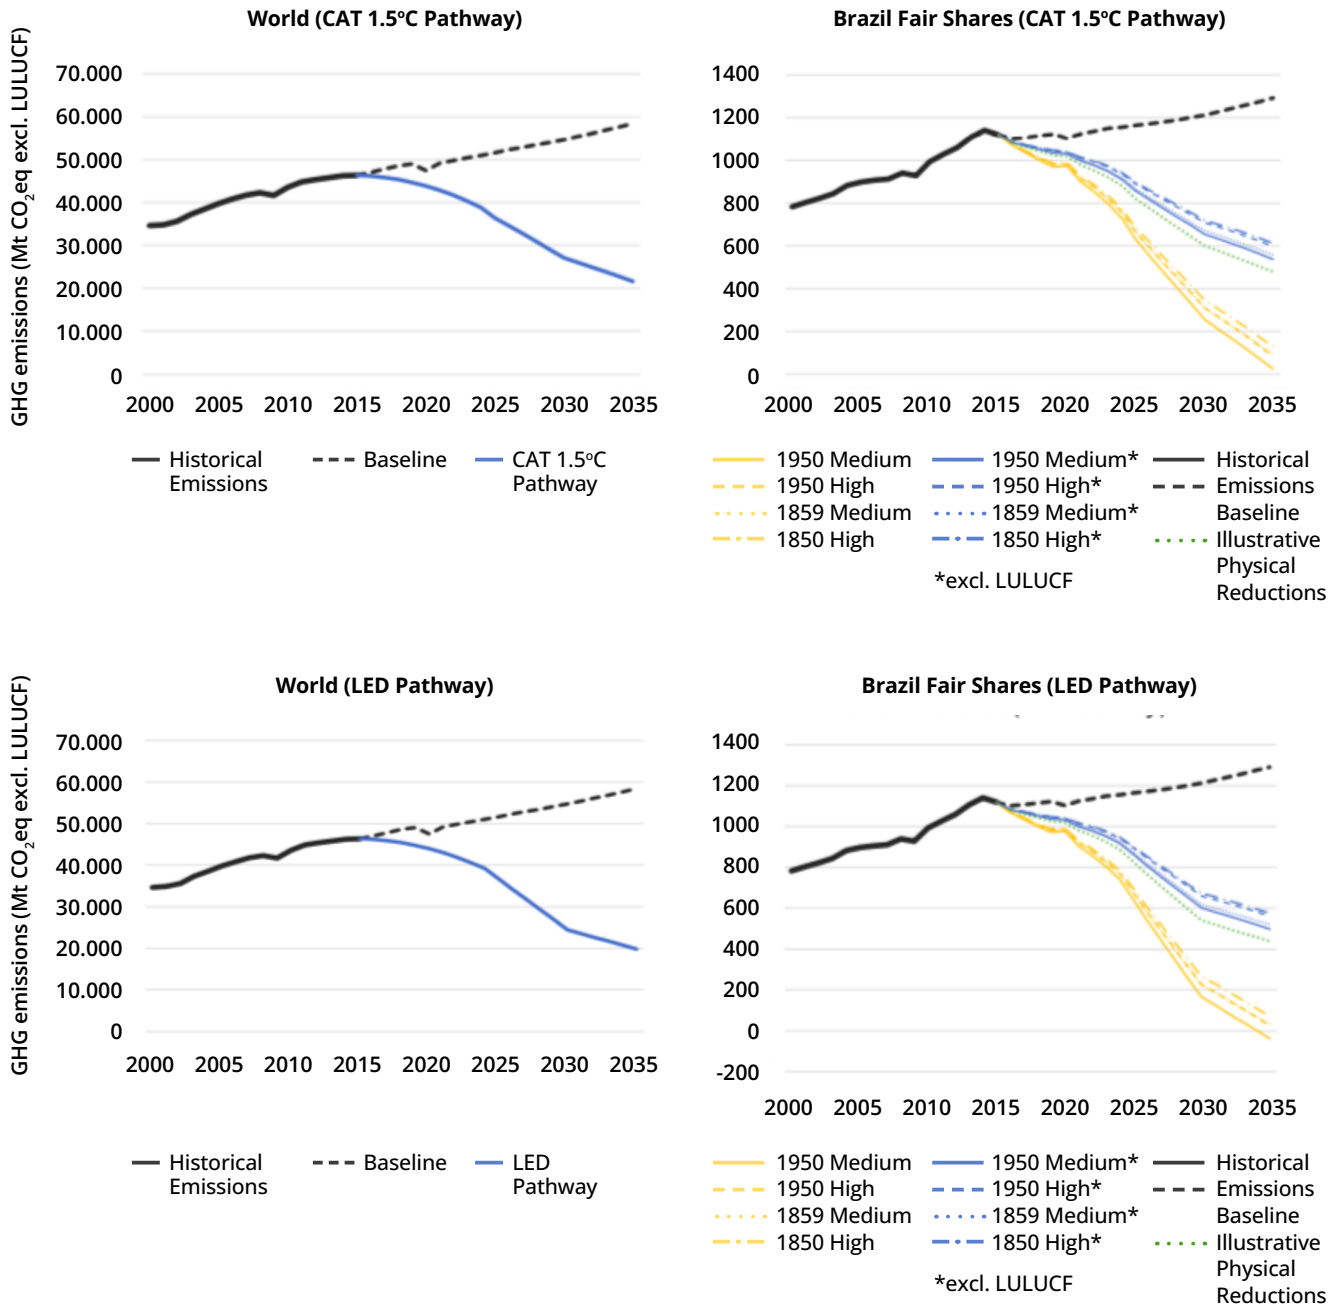 World (CAT 1.5ºC Pathway)
GHG emissions (Mt CO2eq excl. LULUCF)
70.000
60.000
50.000
40.000
30.000
20.000
10.000
0
2000 2005 2010 2015 2020 2025 2030 2035
Historical Emissions
Baseline
CAT 1.5ºC Pathway
Brazil Fair Shares (CAT 1.5ºC Pathway)
1400
1200
1000
800
600
400
200
0
2000 2005 2010 2015 2020 2025 2030 2035
1950 Medium
1950 High
1859 Medium
1850 High
1950 Medium*
1950 High*
1859 Medium*
1850 High*
*excl. LULUCF
Historical
Emissions
Baseline
Illustrative
Physical
Reductions
World (LED Pathway)
GHG emissions (Mt CO2eq excl. LULUCF)
70.000
60.000
50.000
40.000
30.000
20.000
10.000
0
2000 2005 2010 2015 2020 2025 2030 2035
Historical Emissions
Baseline
LED Pathway
Brazil Fair Shares (LED Pathway)
1400
1200
1000
800
600
400
200
0
-200
2000 2005 2010 2015 2020 2025 2030 2035
1950 Medium
1950 High
1859 Medium
1850 High
1950 Medium*
1950 High*
1859 Medium*
1850 High*
*excl. LULUCF
Historical
Emissions
Baseline
Illustrative
Physical
Reductions